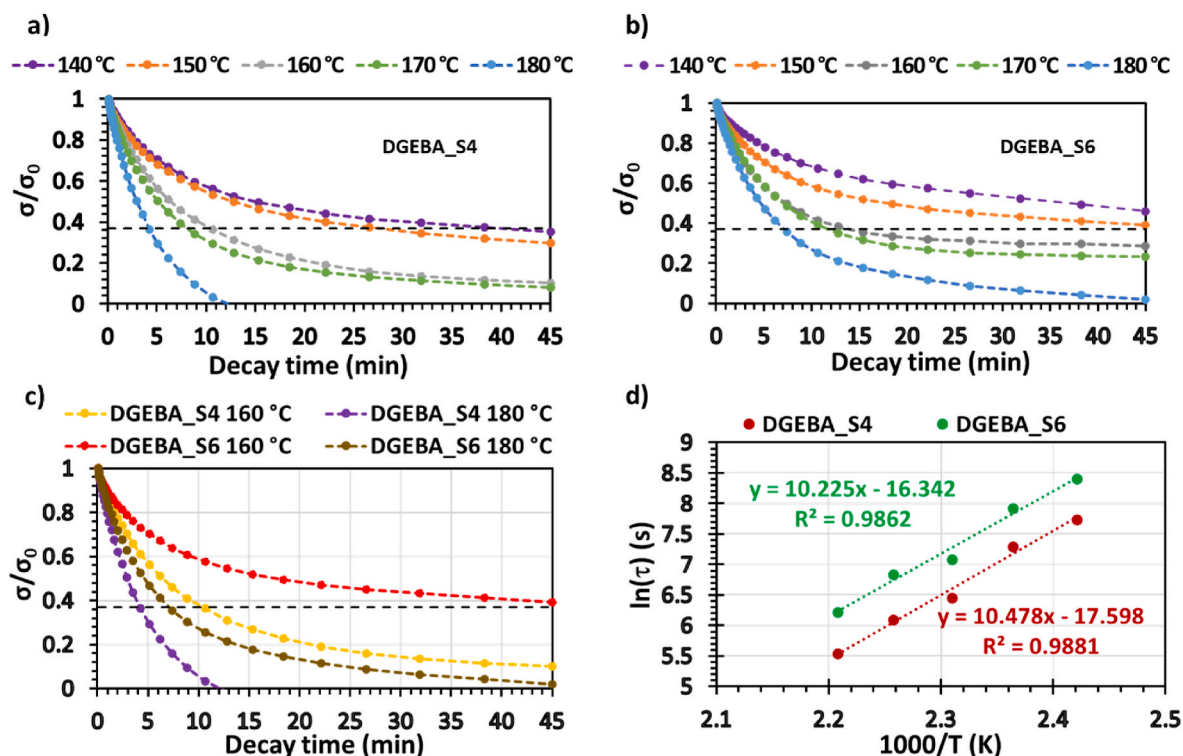 a)
140 °C 150 °C 160 °C 170 °C 180 °C
1
0.8
0.6
0.4
0.2
0
σ/σ0
DGEBA_S4
0 5 10 15 20 25 30 35 40 45
Decay time (min)
b)
140 °C 150 °C 160 °C 170 °C 180 °C
1
0.8
0.6
0.4
0.2
0
σ/σ0
DGEBA_S6
0 5 10 15 20 25 30 35 40 45
Decay time (min)
c)
DGEBA_S4 160 °C DGEBA_S4 180 °C
DGEBA_S6 160 °C DGEBA_S6 180 °C
1
0.8
0.6
0.4
0.2
0
σ/σ0
0 5 10 15 20 25 30 35 40 45
Decay time (min)
d)
DGEBA_S4 DGEBA_S6
9
8.5
8
7.5
7
6.5
6
5.5
5
ln(τ) (s)
y = 10.225x - 16.342
R² = 0.9862
y = 10.478x - 17.598
R² = 0.9881
2.1 2.2 2.3 2.4 2.5
1000/T (K)